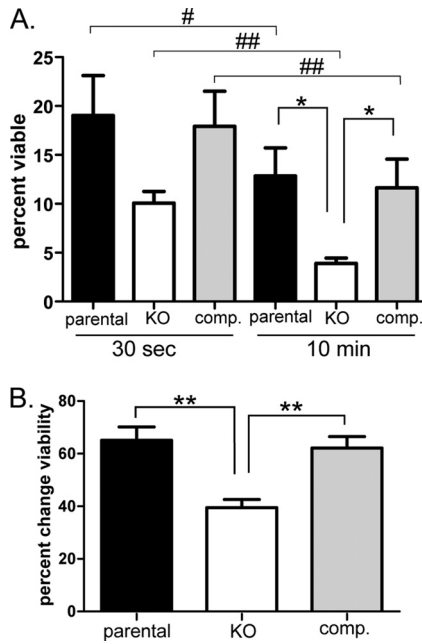 A.
#
##
##
* *
percent viable
25
20
15
10
5
0
parental KO comp. parental KO comp.
30 sec 10 min
B.
** **
percent change viability
80
60
40
20
0
parental KO comp.